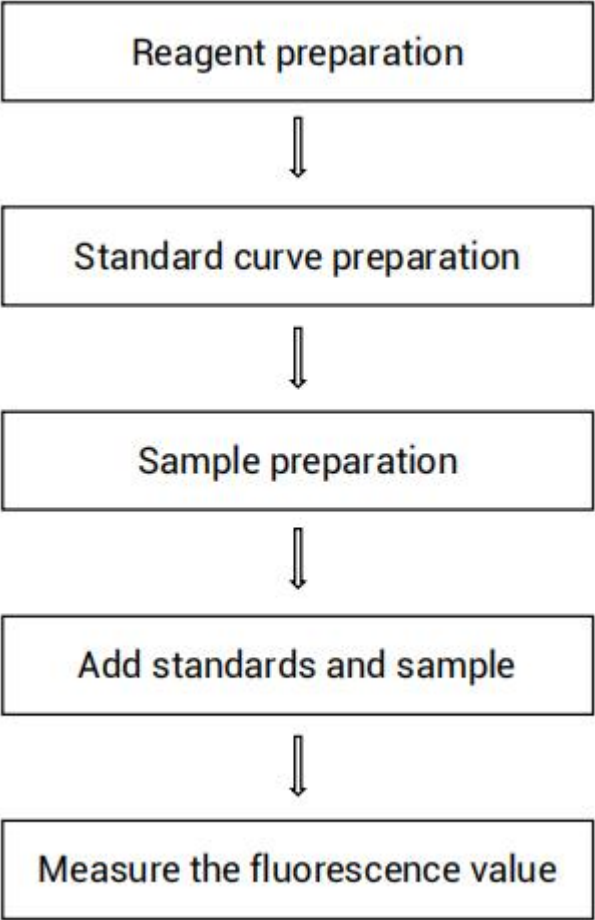 Reagent preparation
Standard curve preparation
Sample preparation
Add standards and sample
Measure the fluorescence value